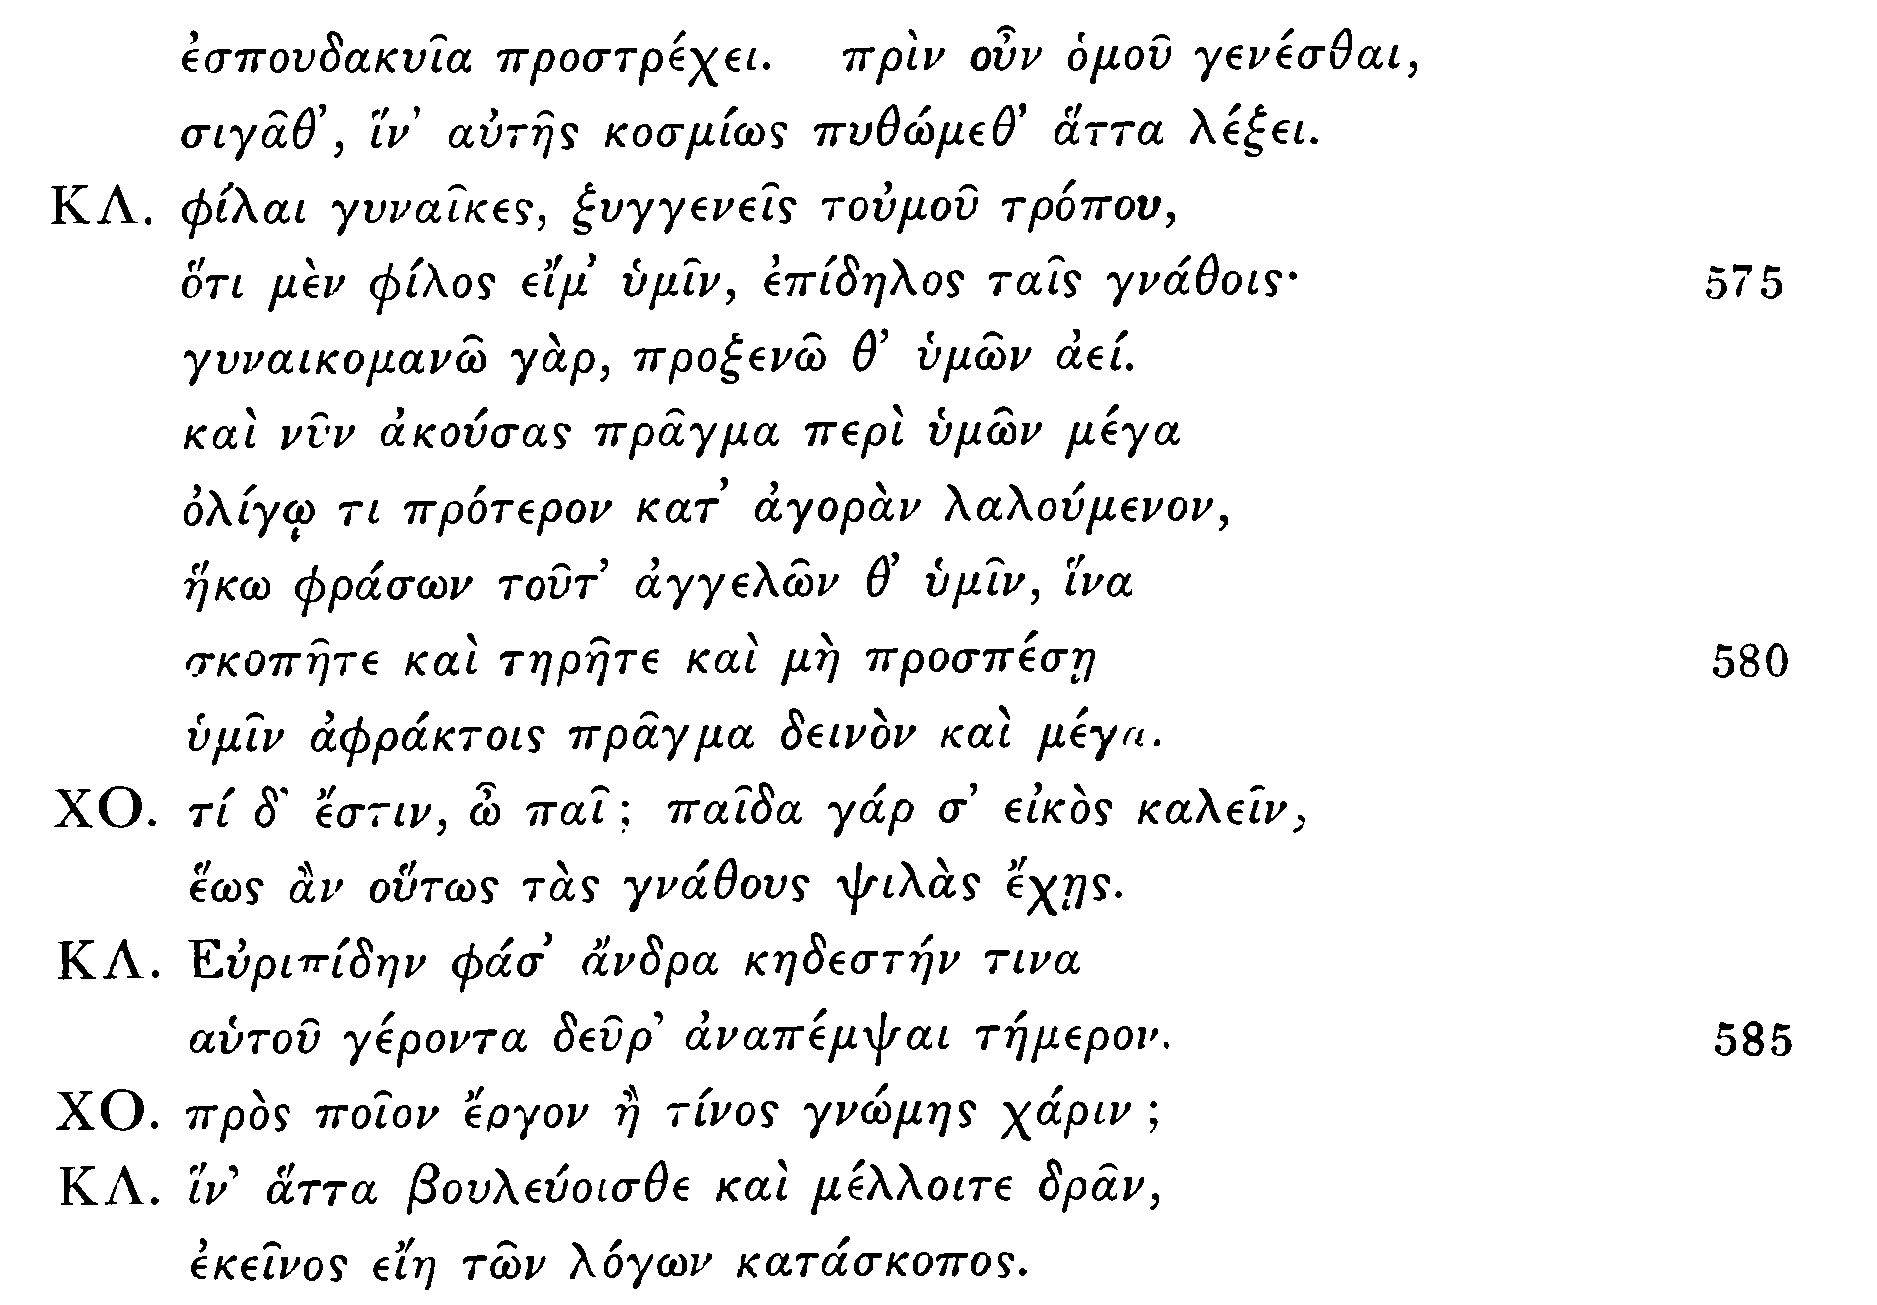 ἐσπουδακυῖα προστρέχει. πρὶν οὖν ὁμοῦ γενέσθαι,
σιγᾶθ’, ἵν’ αὐτῆς κοσμίως πυθώμεθ’ ἅττα λέξει.
ΚΛ. φίλαι γυναῖκες, ξυγγενεῖς τοὐμοῦ τρόπου,
ὅτι μὲν φίλος εἴμ’ ὑμῖν, ἐπίδηλος ταῖς γνάθοις· 575
γυναικομανῶ γὰρ, προξενῶ θ’ ὑμῶν ἀεί.
καὶ νῦν ἀκούσας πρᾶγμα περὶ ὑμῶν μέγα
ὀλίγῳ τι πρότερον κατ’ ἀγορὰν λαλούμενον,
ἥκω φράσων τοῦτ’ ἀγγελῶν θ’ ὑμῖν, ἵνα
σκοπῆτε καὶ τηρῆτε καὶ μὴ προσπέσῃ 580
ὑμῖν ἀφράκτοις πρᾶγμα δεινὸν καὶ μέγα.
ΧΟ. τί δ’ ἔστιν, ὦ παῖ; παῖδα γάρ σ’ εἰκὸς καλεῖν,
ἕως ἂν οὕτως τὰς γνάθους ψιλὰς ἔχῃς.
ΚΛ. Εὐριπίδην φάσ’ ἄνδρα κηδεστήν τινα
αὑτοῦ γέροντα δεῦρ’ ἀναπέμψαι τήμερον. 585
ΧΟ. πρὸς ποῖον ἔργον ἢ τίνος γνώμης χάριν;
ΚΛ. ἵν’ ἅττα βουλεύοισθε καὶ μέλλοιτε δρᾶν,
ἐκεῖνος εἴη τῶν λόγων κατάσκοπος.